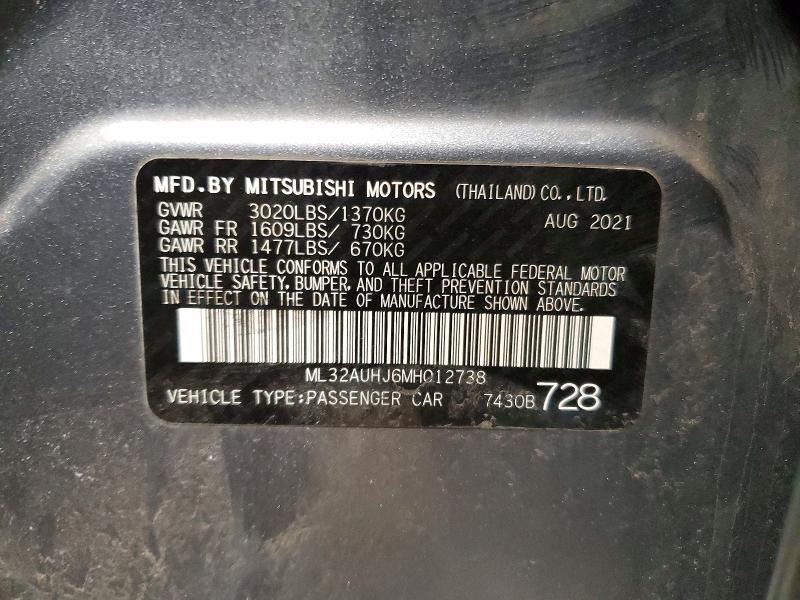 MFD.BY MITSUBISHI MOTORS (THAILAND)CO.,LTD.
GVWR 3020LBS/1370KG AUG 2021
GAWR FR 1609LBS/ 730KG
GAWR RR 1477LBS/ 670KG
THIS VEHICLE CONFORMS TO ALL APPLICABLE FEDERAL MOTOR
VEHICLE SAFETY, BUMPER, AND THEFT PREVENTION STANDARDS
IN EFFECT ON THE DATE OF MANUFACTURE SHOWN ABOVE.
ML32AUHJ6MH012738
VEHICLE TYPE:PASSENGER CAR 7430B 728